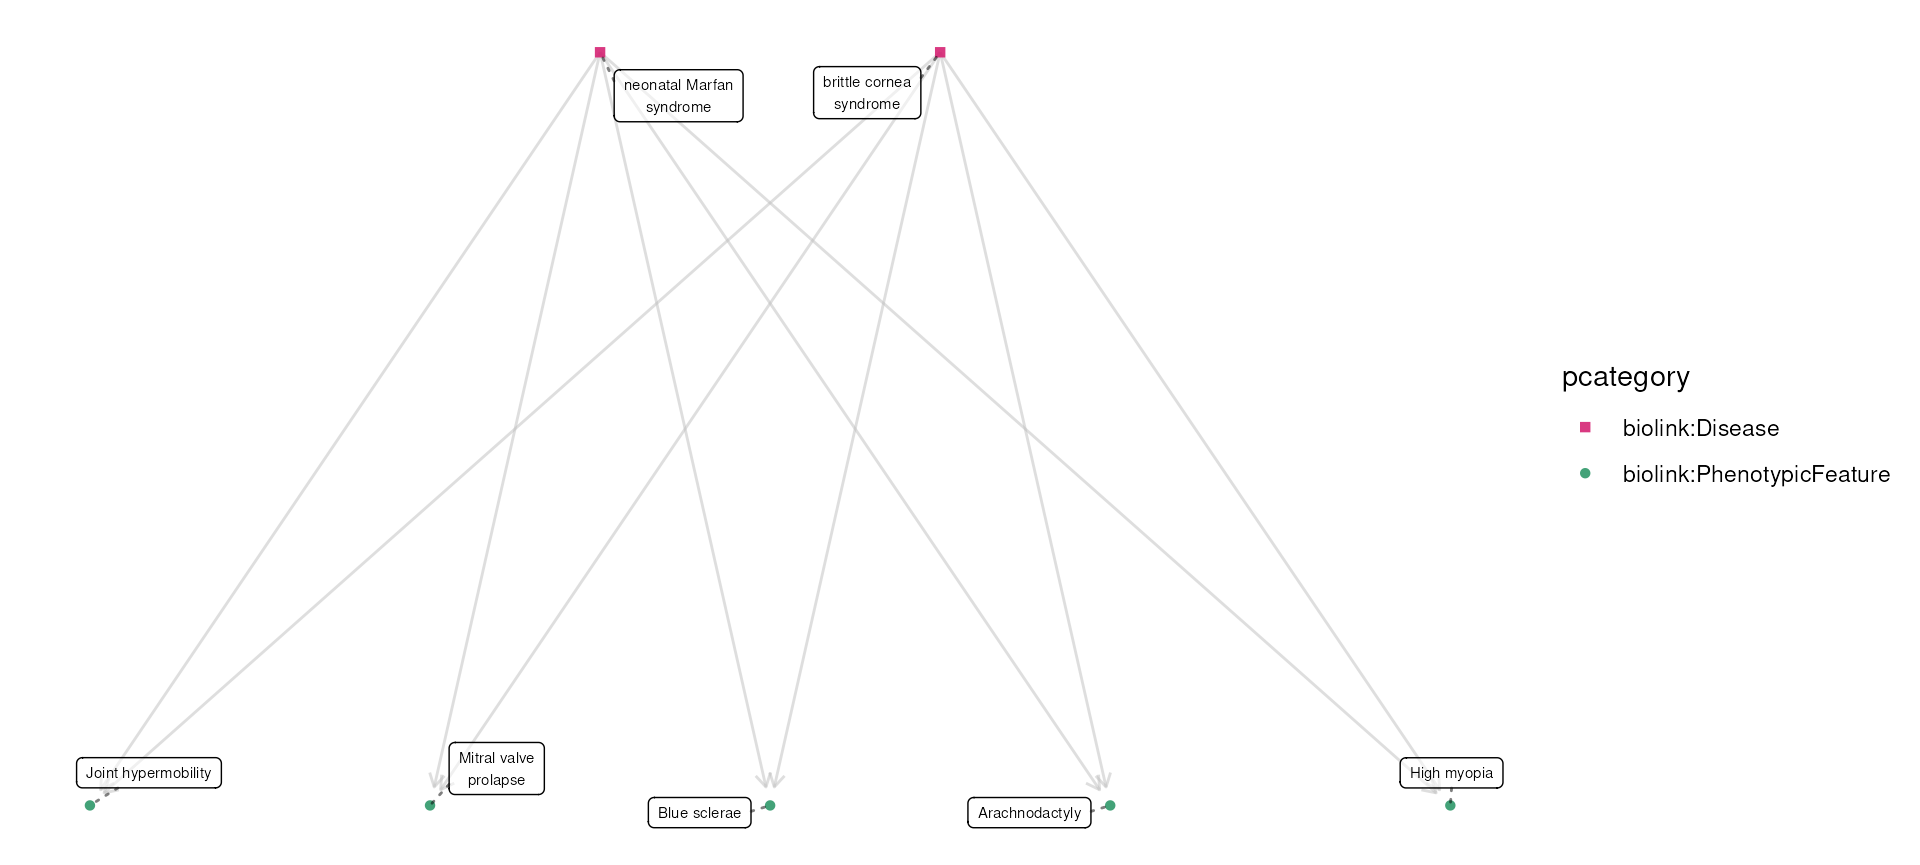 neonatal Marfan
syndrome
brittle cornea
syndrome
pcategory
biolink:Disease
biolink:PhenotypicFeature
Joint hypermobility
Mitral valve
prolapse
Blue sclerae
Arachnodactyly
High myopia